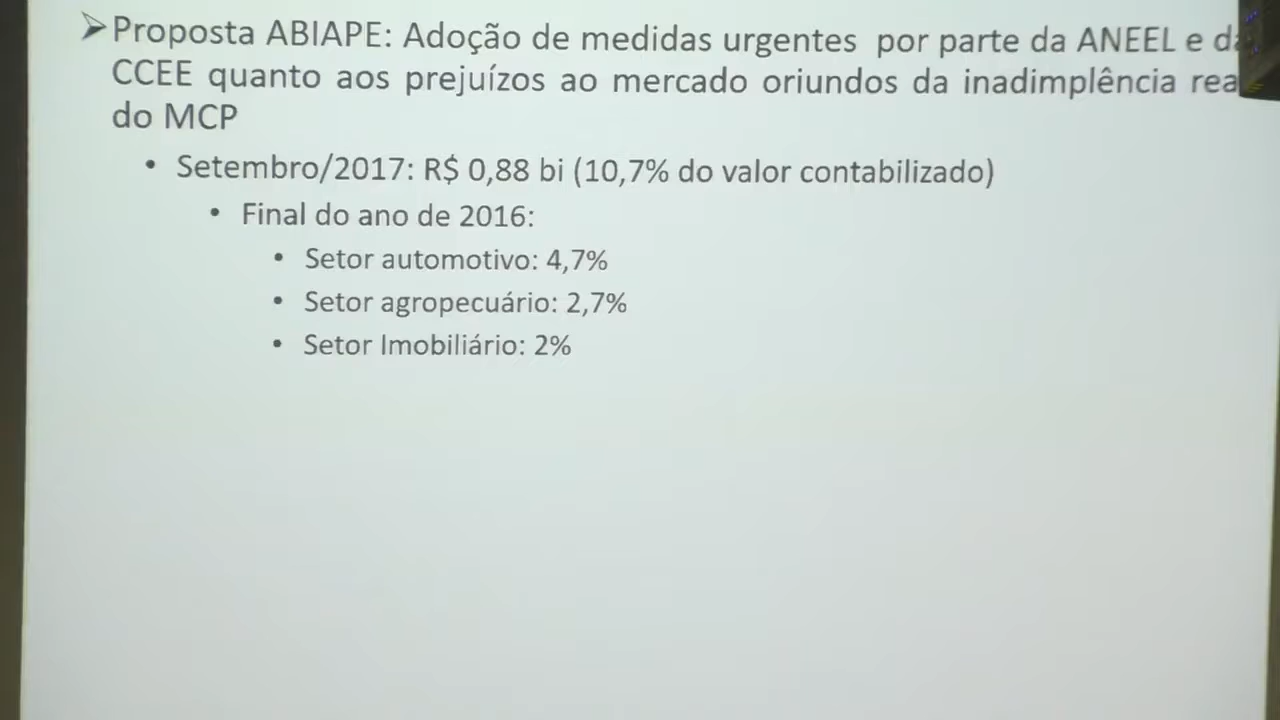 Proposta ABIAPE: Adoção de medidas urgentes por parte da ANEEL e
CCEE quanto aos prejuízos ao mercado oriundos da inadimplência
do MCP
• Setembro/2017: R$ 0,88 bi (10,7% do valor contabilizado)
• Final do ano de 2016:
• Setor automotivo: 4,7%
• Setor agropecuário: 2,7%
• Setor Imobiliário: 2%